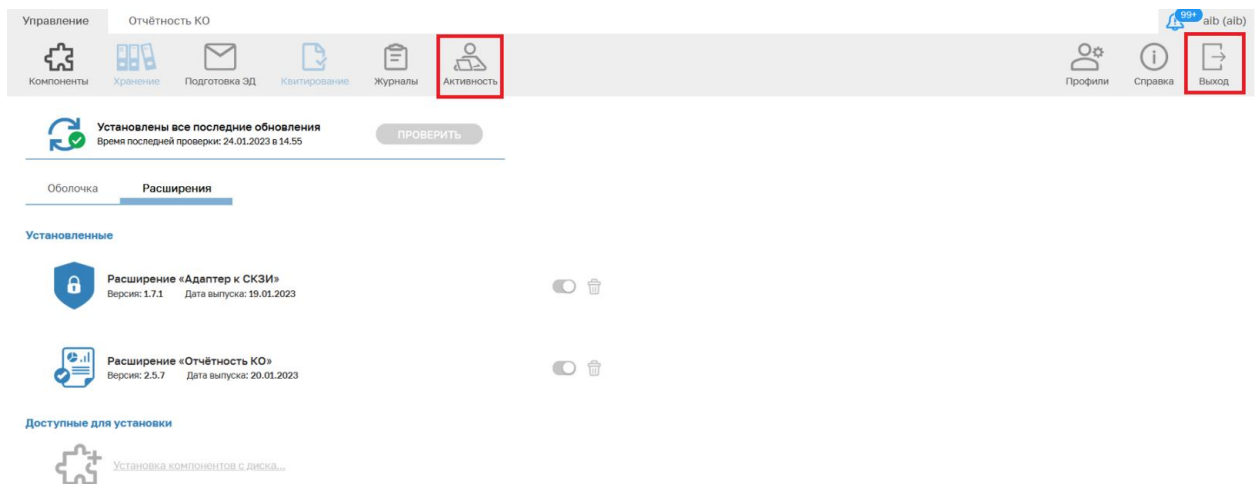 Управление Отчётность КО 99+ aib (aib)
Компоненты Хранение Подготовка ЭД Квитирование Журналы Активность Профили Справка Выход
Установлены все последние обновления
Время последней проверки: 24.01.2023 в 14.55
ПРОВЕРИТЬ
Оболочка Расширения
Установленные
Расширение «Адаптер к СКЗИ»
Версия: 1.7.1 Дата выпуска: 19.01.2023
Расширение «Отчётность КО»
Версия: 2.5.7 Дата выпуска: 20.01.2023
Доступные для установки
Установка компонентов с диска...